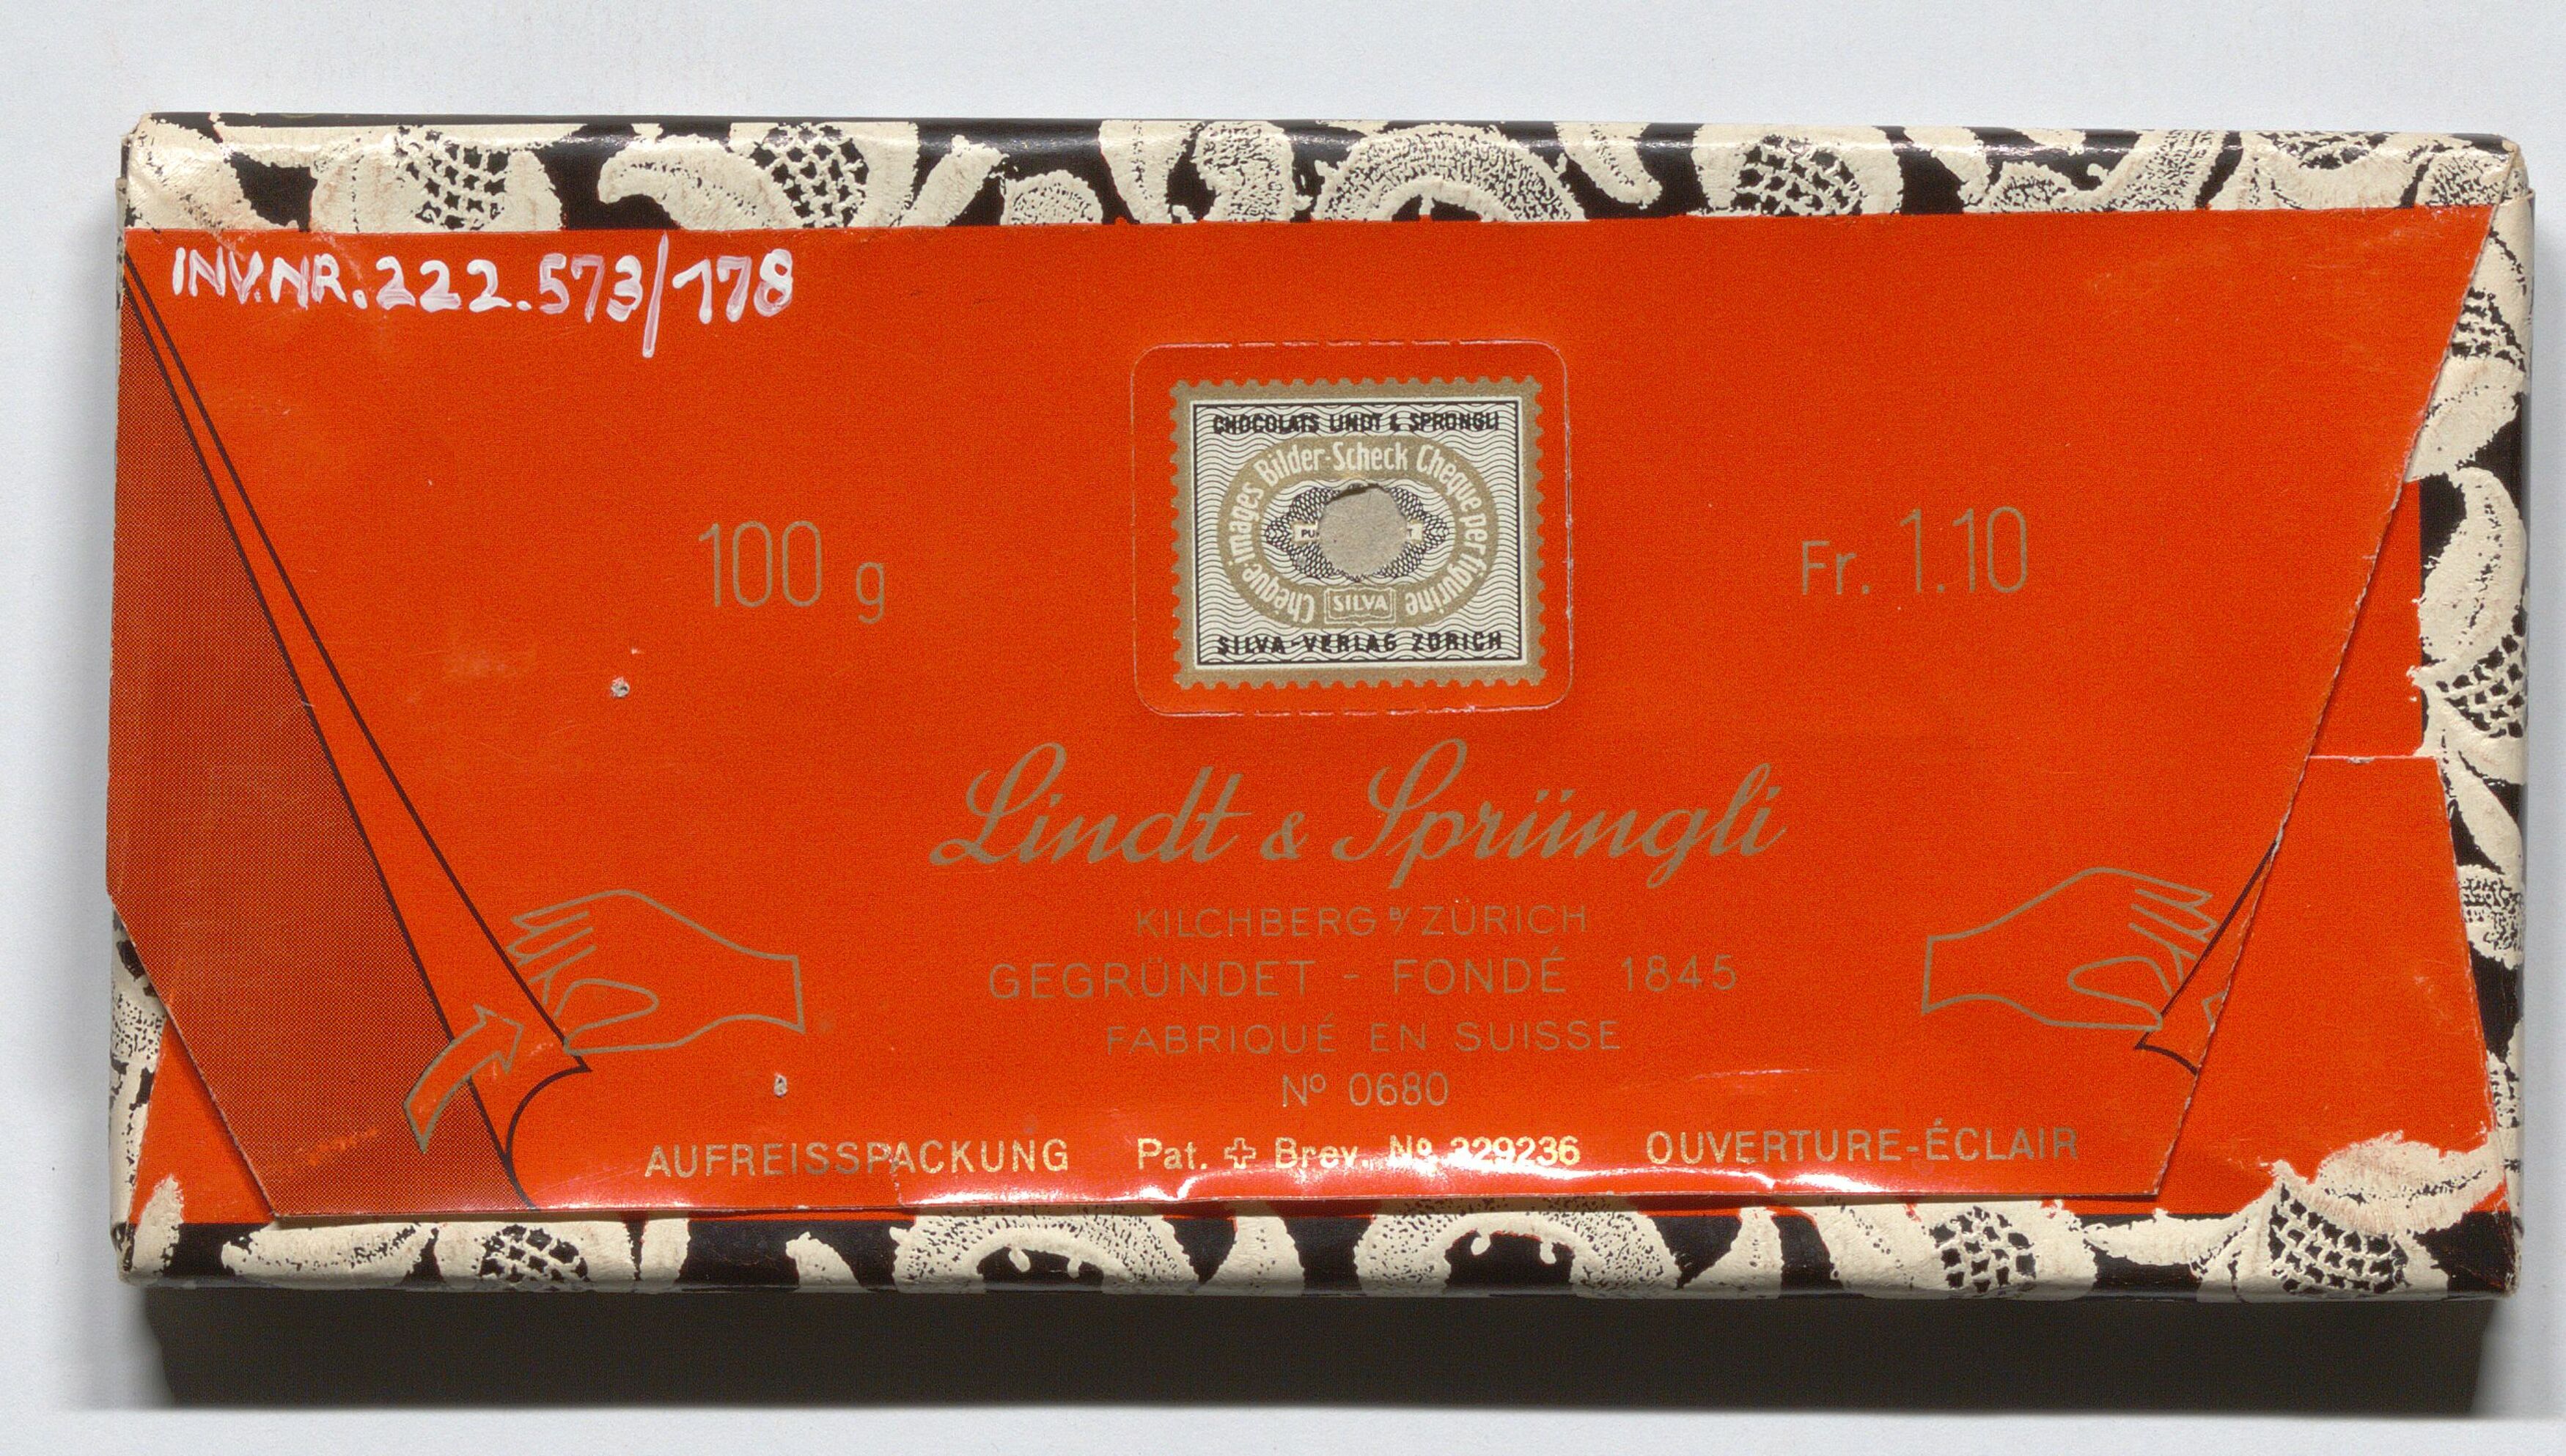 INV.NR.222.573/178
CHOCOLATS LINDT & SPRÜNGLI
Bilder-Scheck Chèque per figurine Chèque-images
SILVA
SILVA-VERLAG ZÜRICH
100 g
Fr. 1.10
Lindt & Sprüngli
KILCHBERG B/ ZÜRICH
GEGRÜNDET - FONDÉ 1845
FABRIQUÉ EN SUISSE
Nº 0680
AUFREISSPACKUNG Pat. + Brev. Nº 229236 OUVERTURE-ÉCLAIR